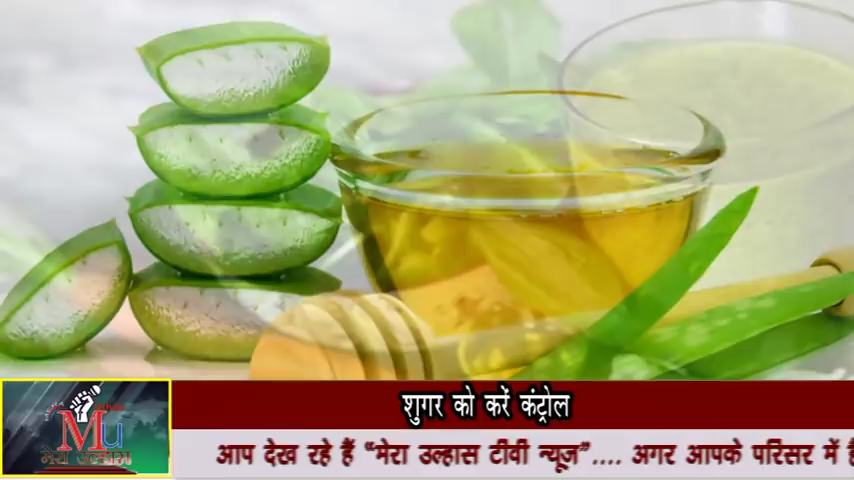 शुगर को करें कंट्रोल
Mu
मेरा उल्हास
आप देख रहे हैं “मेरा उल्हास टीवी न्यूज”.... अगर आपके परिसर में